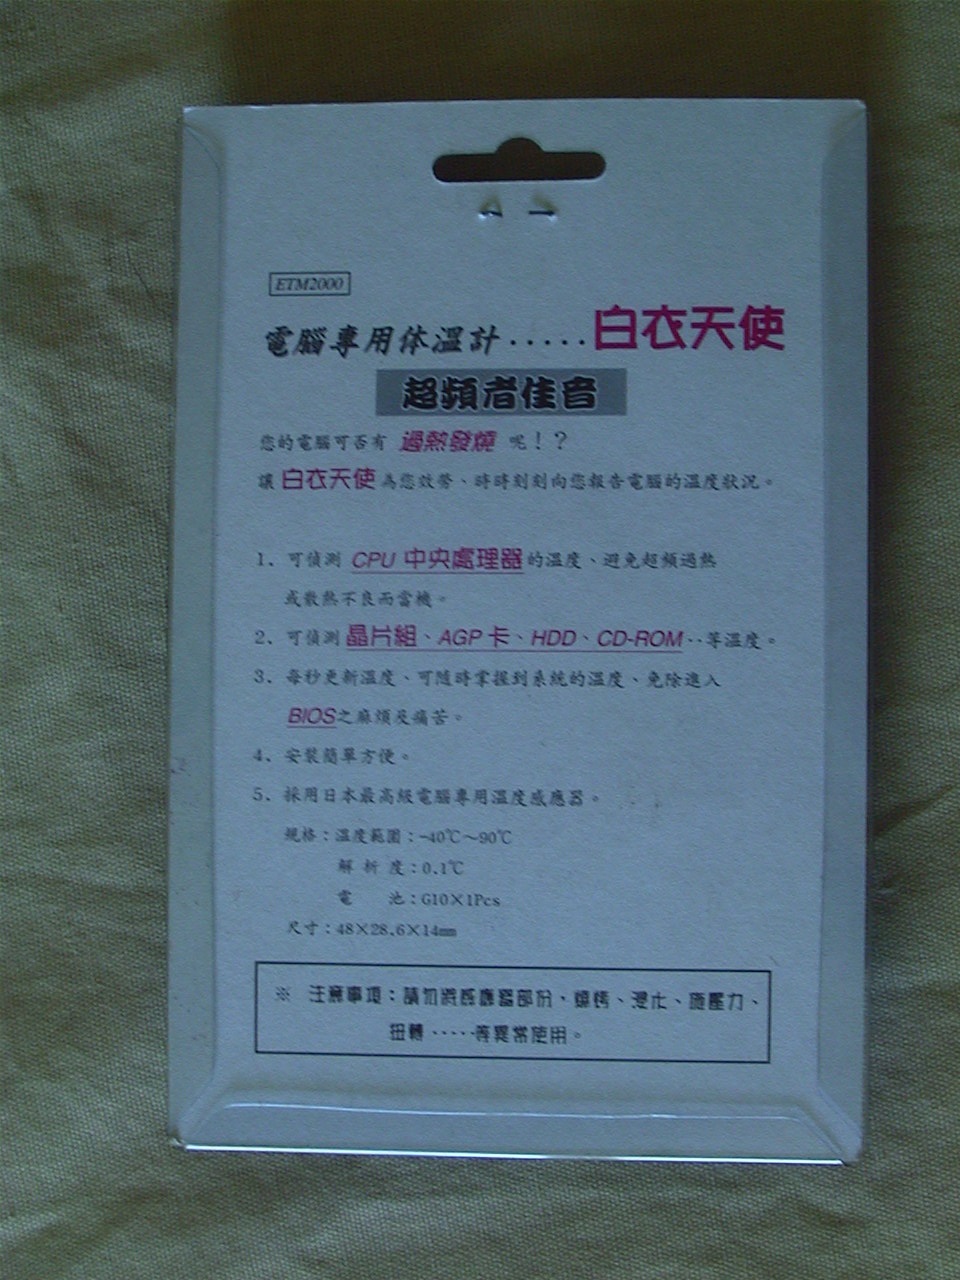 ETM2000
電腦專用体溫計.....白衣天使
超頻者佳音
您的電腦可否有 過熱發燒 呢！？
讓 白衣天使 為您效勞、時時刻刻向您報告電腦的溫度狀況。
1. 可偵測 CPU 中央處理器的溫度、避免超頻過熱
或散熱不良而當機。
2. 可偵測 晶片組、AGP 卡、HDD、CD-ROM‥等溫度。
3. 每秒更新溫度、可隨時掌握到系統的溫度、免除進入
BIOS之麻煩及痛苦。
4. 安裝簡單方便。
5. 採用日本最高級電腦專用溫度感應器。
規格：溫度範圍：-40℃～90℃
解 析 度：0.1℃
電 池：G10×1Pcs
尺寸：48×28.6×14mm
※ 注意事項：請勿將感應器部份，燒烤、浸化、施壓力、
扭轉‥‥‥等異常使用。